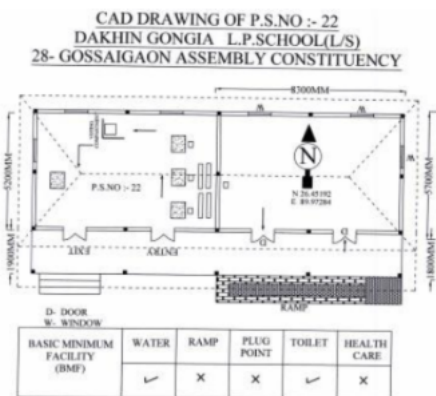 CAD DRAWING OF P.S.NO :- 22
DAKHIN GONGIA L.P.SCHOOL(L/S)
28- GOSSAIGAON ASSEMBLY CONSTITUENCY
8300MM
W
W
W
N
5200MM
5700MM
P.S.NO :- 22
N 26.45192
E 89.97284
D
D
EXIT
ENTRY
1900MM
1800MM
RAMP
D- DOOR
W- WINDOW
BASIC MINIMUM FACILITY (BMF) WATER RAMP PLUG POINT TOILET HEALTH CARE
✓ × × ✓ ×